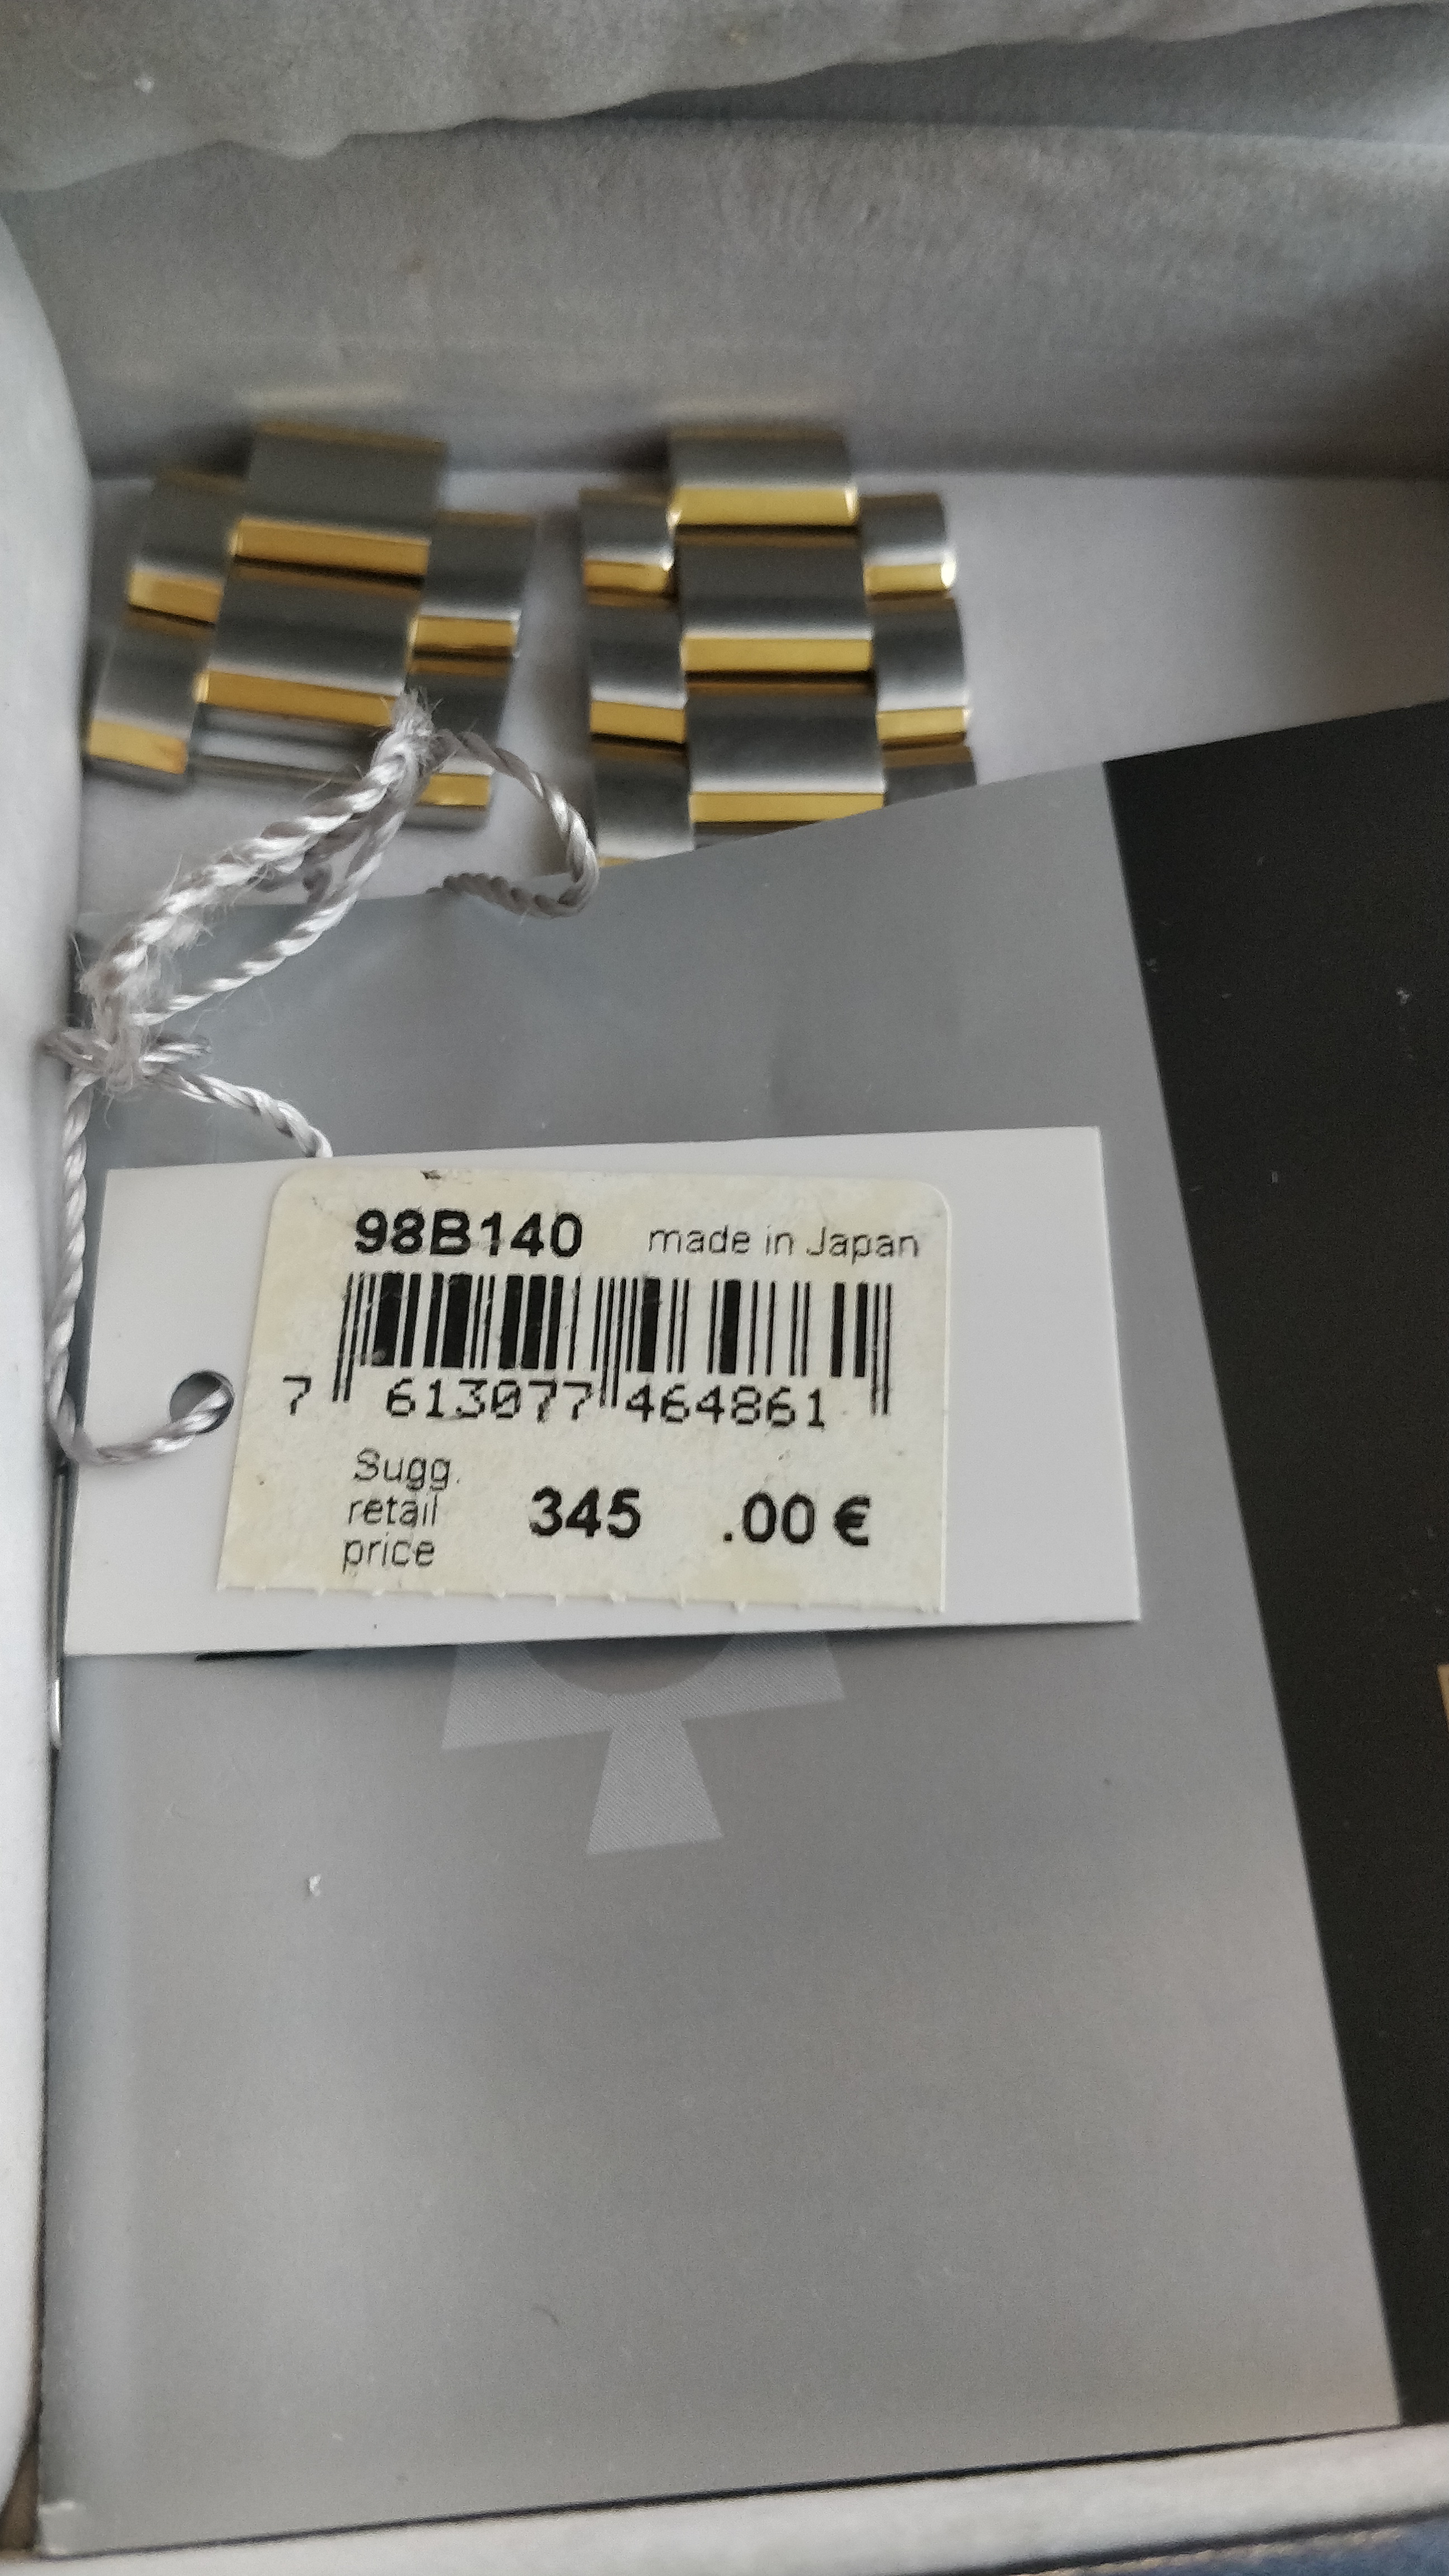 98B140 made in Japan
7 613077 464861
Sugg.
retail
price
345 .00 €